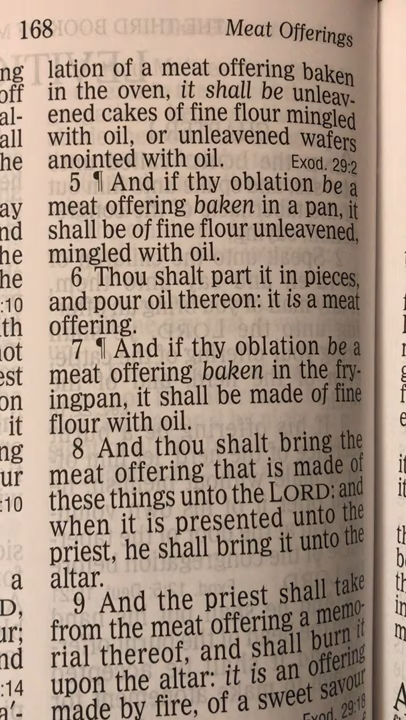 168
Meat Offerings
lation of a meat offering baken
in the oven, it shall be unleav-
ened cakes of fine flour mingled
with oil, or unleavened wafers
anointed with oil. Exod. 29:2
5 ¶ And if thy oblation be a
meat offering baken in a pan, it
shall be of fine flour unleavened,
mingled with oil.
6 Thou shalt part it in pieces,
and pour oil thereon: it is a meat
offering.
7 ¶ And if thy oblation be a
meat offering baken in the fry-
ingpan, it shall be made of fine
flour with oil.
8 And thou shalt bring the
meat offering that is made of
these things unto the LORD: and
when it is presented unto the
priest, he shall bring it unto the
altar.
9 And the priest shall take
from the meat offering a memo-
rial thereof, and shall burn it
upon the altar: it is an offering
made by fire, of a sweet savour